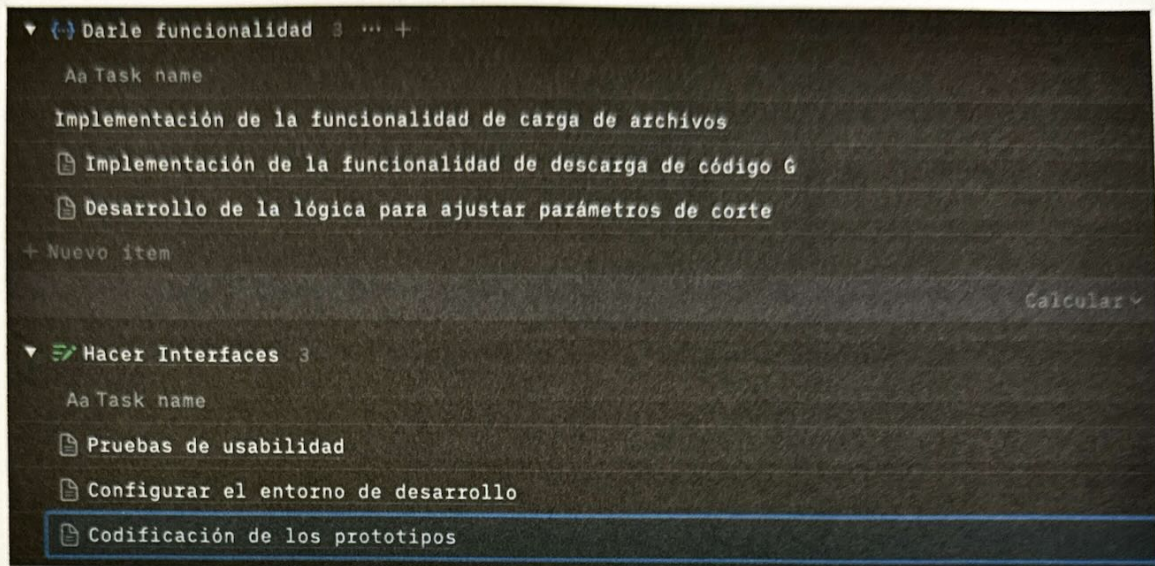 Darle funcionalidad 3 ... +
Aa Task name
Implementación de la funcionalidad de carga de archivos
Implementación de la funcionalidad de descarga de código G
Desarrollo de la lógica para ajustar parámetros de corte
+ Nuevo item
Calcular
Hacer Interfaces 3
Aa Task name
Pruebas de usabilidad
Configurar el entorno de desarrollo
Codificación de los prototipos